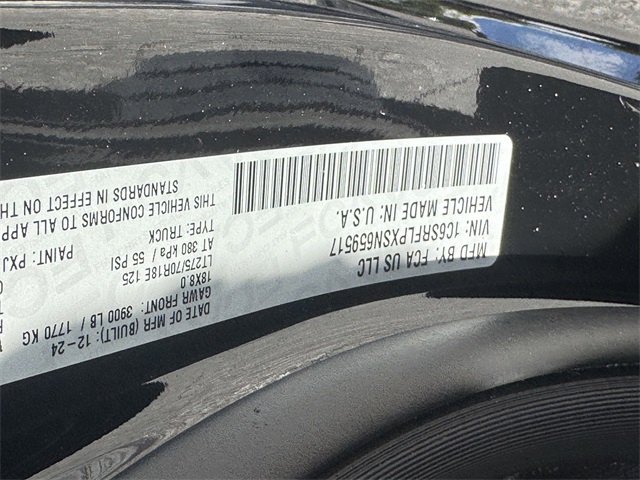 MFD BY: FCA US LLC
DATE OF MFR (BUILT): 12-24
GAWR FRONT: 3900 LB / 1770 KG
18X8.0
LT275/70R18E 125
AT 380 kPa / 55 PSI
TYPE: TRUCK
PAINT: PXJ
THIS VEHICLE CONFORMS TO ALL APP
STANDARDS IN EFFECT ON TH
VIN: 1C6SRFLPXSN659517
VEHICLE MADE IN: U.S.A.